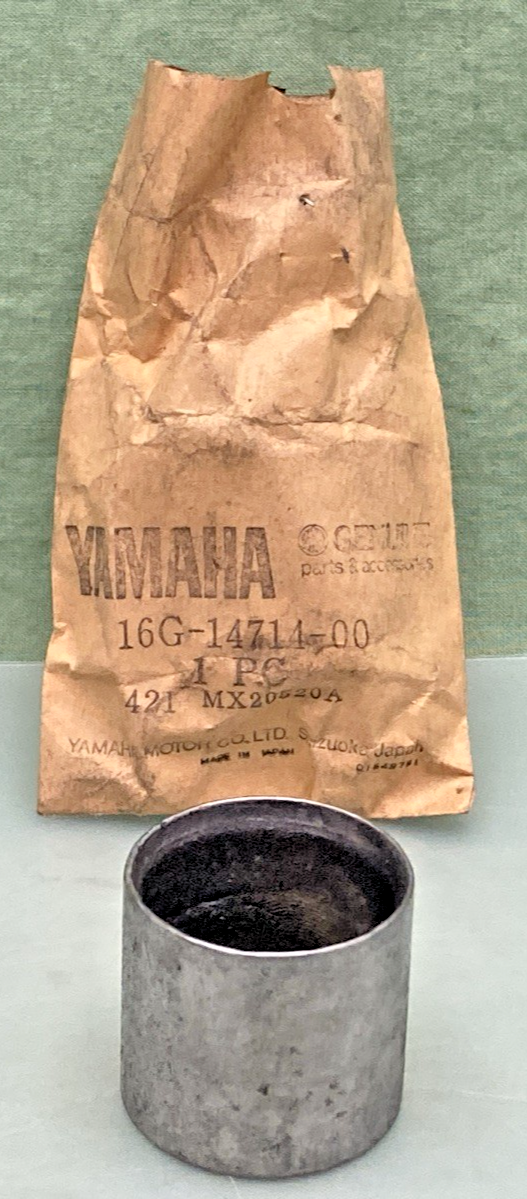 YAMAHA GENUINE
parts & accessories
16G-14714-00
1 PC
421 MX20520A
YAMAHA MOTOR CO. LTD. Japan
MADE IN JAPAN